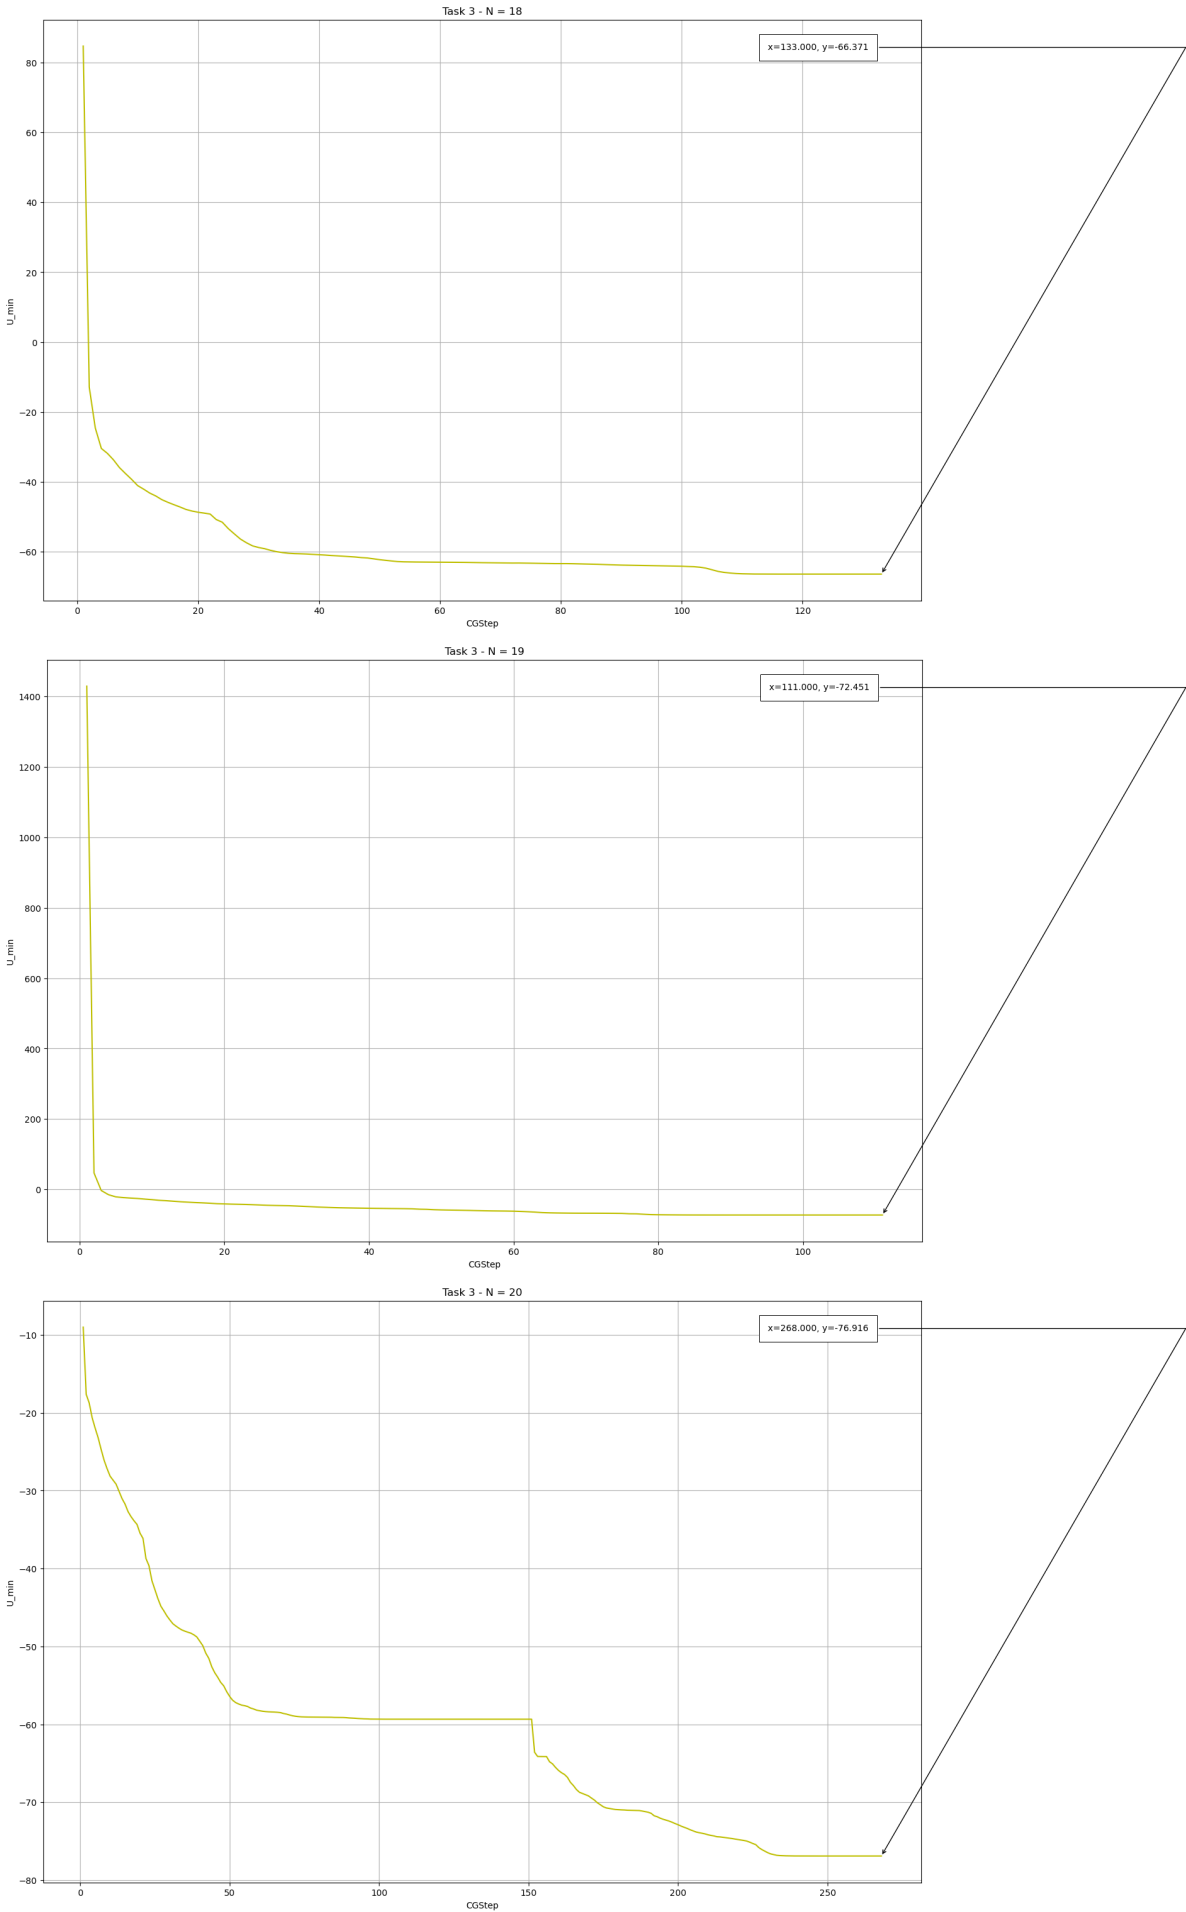 Task 3 - N = 18
x=133.000, y=-66.371
80
60
40
20
0
−20
−40
−60
U_min
0 20 40 60 80 100 120
CGStep
Task 3 - N = 19
x=111.000, y=-72.451
1400
1200
1000
800
600
400
200
0
U_min
0 20 40 60 80 100
CGStep
Task 3 - N = 20
x=268.000, y=-76.916
−10
−20
−30
−40
−50
−60
−70
−80
U_min
0 50 100 150 200 250
CGStep